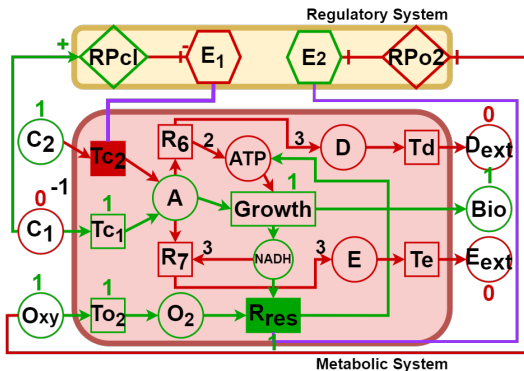 Regulatory System
+
RPcl
-
E1
E2
RPo2
1
C2
Tc2
R6
2
3
ATP
D
Td
0
Dext
0
-1
C1
1
Tc1
A
1
Growth
1
Bio
R7
3
NADH
3
E
Te
Eext
0
1
Oxy
1
To2
O2
Rres
1
Metabolic System